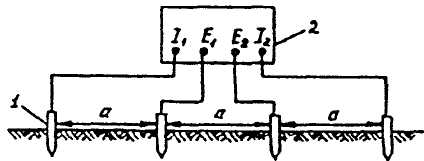 I₁ E₁ E₂ I₂ 2
1 a a a